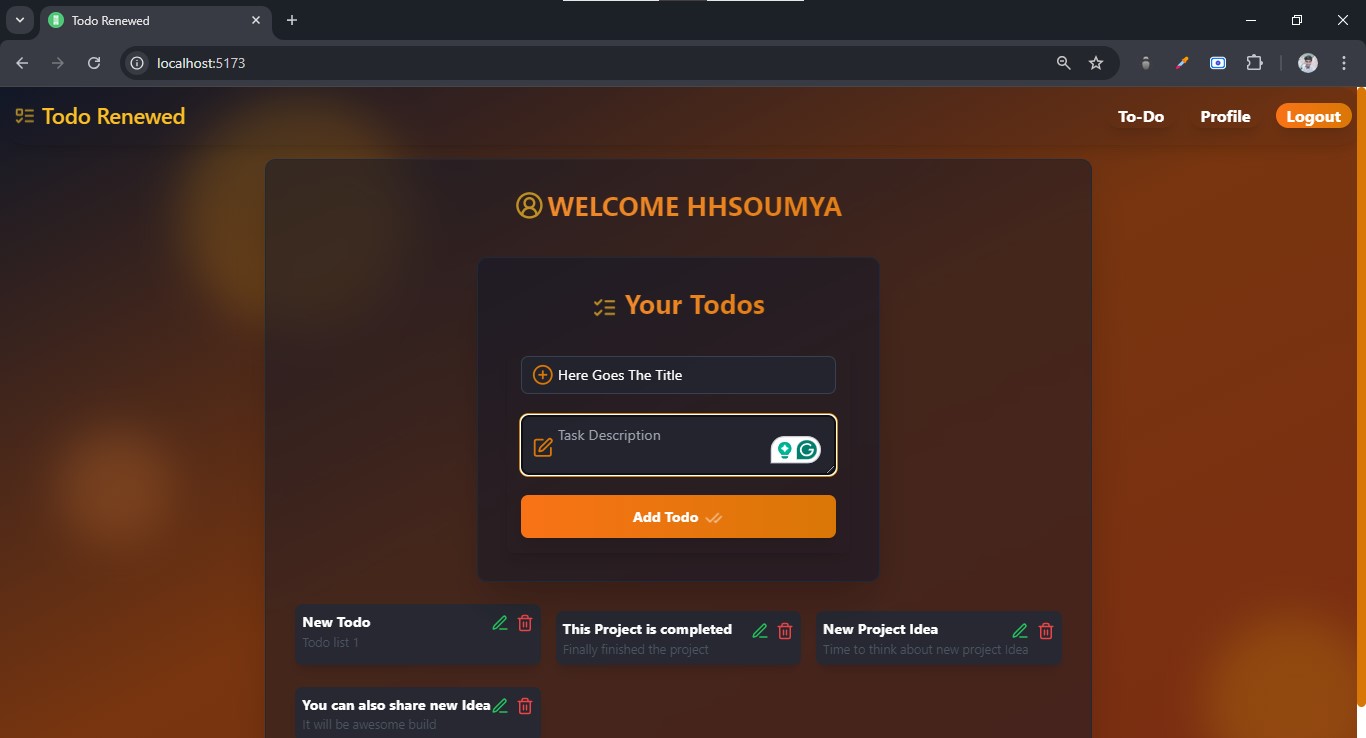 Todo Renewed
localhost:5173
Todo Renewed
To-Do
Profile
Logout
WELCOME HHSOUMYA
Your Todos
Here Goes The Title
Task Description
Add Todo
New Todo
Todo list 1
This Project is completed
Finally finished the project
New Project Idea
Time to think about new project Idea
You can also share new Idea
It will be awesome build